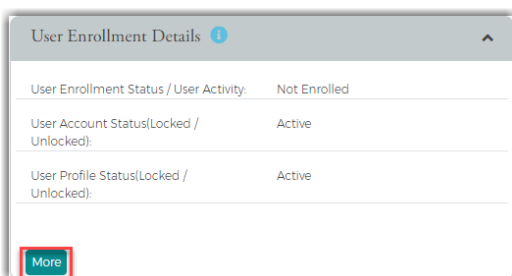 User Enrollment Details
User Enrollment Status / User Activity: Not Enrolled
User Account Status(Locked / Active
Unlocked):
User Profile Status(Locked / Active
Unlocked):
More